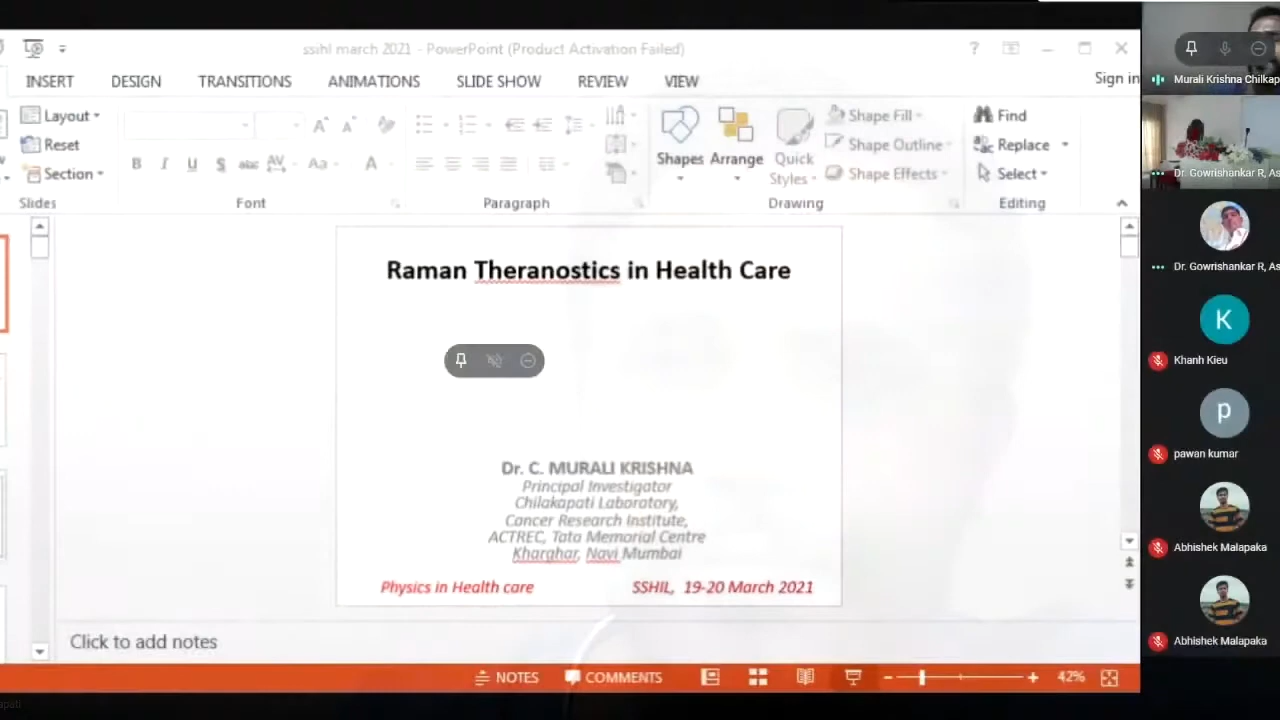 ssihl march 2021 - PowerPoint (Product Activation Failed)
?
INSERT DESIGN TRANSITIONS ANIMATIONS SLIDE SHOW REVIEW VIEW
Sign in
Layout
Reset
Section
Slides
B I U S abc AV Aa A
Font
Paragraph
Shapes
Arrange
Quick
Styles
Shape Fill
Shape Outline
Shape Effects
Drawing
Find
Replace
Select
Editing
Raman Theranostics in Health Care
Dr. C. MURALI KRISHNA
Principal Investigator
Chilakapati Laboratory,
Cancer Research Institute,
ACTREC, Tata Memorial Centre
Kharghar, Navi Mumbai
Physics in Health care SSHIL, 19-20 March 2021
Click to add notes
NOTES COMMENTS 42%
Murali Krishna Chilkap
Dr. Gowrishankar R, As
Dr. Gowrishankar R, As
K
Khanh Kieu
p
pawan kumar
Abhishek Malapaka
Abhishek Malapaka